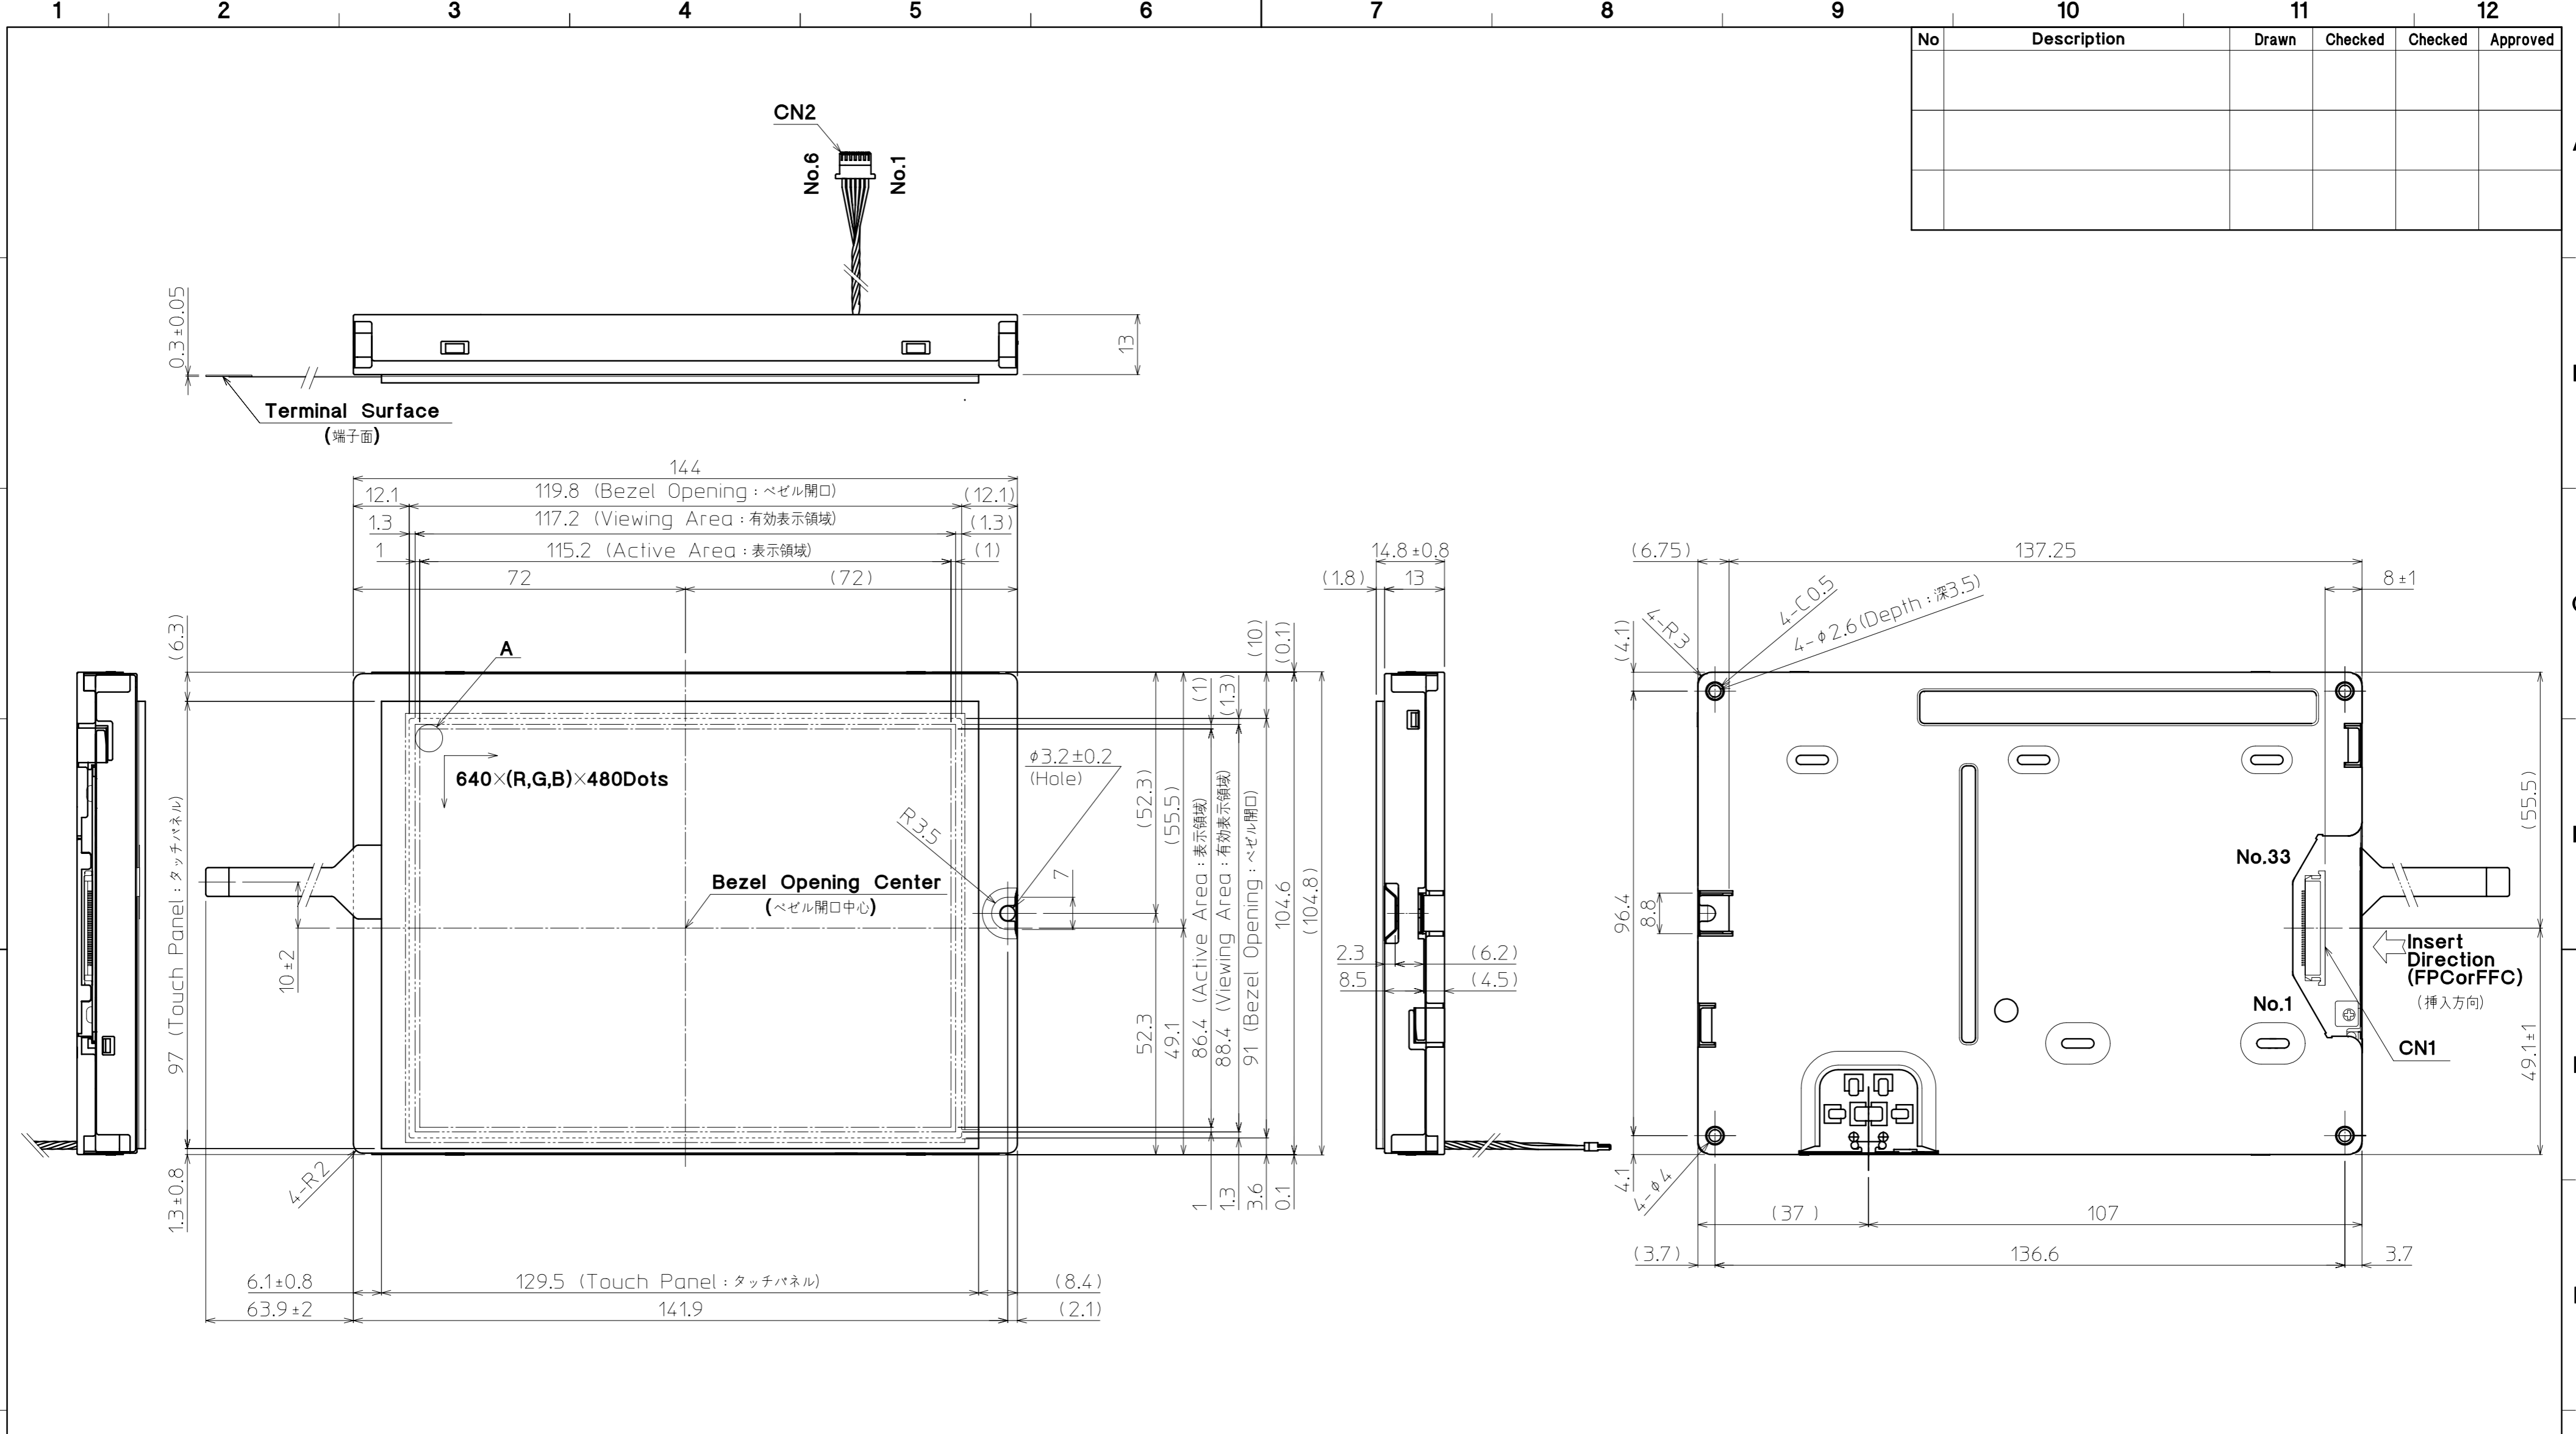 1 2 3 4 5 6 7 8 9 10 11 12
No Description Drawn Checked Checked Approved
CN2
No.6
No.1
0.3±0.05
13
Terminal Surface
(端子面)
144
12.1 119.8 (Bezel Opening:ベゼル開口) (12.1)
1.3 117.2 (Viewing Area:有効表示領域) (1.3)
1 115.2 (Active Area:表示領域) (1)
72 (72)
(6.3)
A
640×(R,G,B)×480Dots
97 (Touch Panel:タッチパネル)
10±2
1.3±0.8
Bezel Opening Center
(ベゼル開口中心)
R3.5
φ3.2±0.2
(Hole)
7
4-R2
(52.3)
52.3
(55.5)
49.1
(1)
86.4 (Active Area:表示領域)
1
(1.3)
88.4 (Viewing Area:有効表示領域)
1.3
(10)
91 (Bezel Opening:ベゼル開口)
3.6
(0.1)
104.6
0.1
(104.8)
6.1±0.8 129.5 (Touch Panel:タッチパネル) (8.4)
63.9±2 141.9 (2.1)
14.8±0.8
(1.8) 13
2.3 (6.2)
8.5 (4.5)
(6.75) 137.25
8±1
4-R3
4-C0.5
4-φ2.6(Depth:深3.5)
(4.1)
96.4
8.8
4.1
4-φ4
No.33
No.1
Insert
Direction
(FPCorFFC)
(挿入方向)
CN1
(55.5)
49.1±1
(37) 107
(3.7) 136.6 3.7